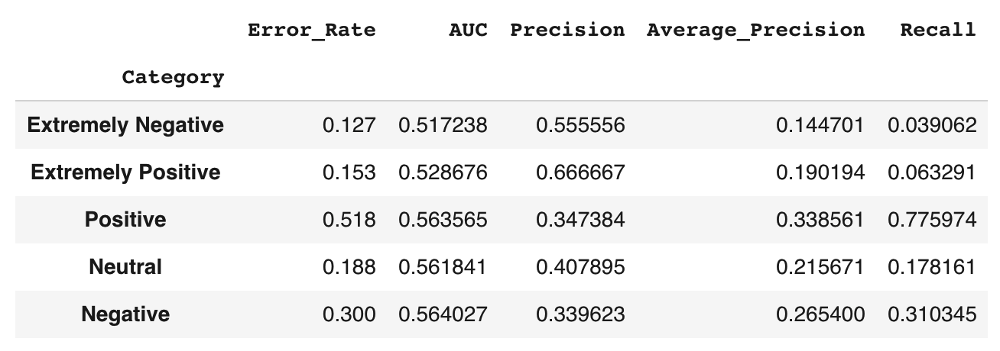 Error_Rate AUC Precision Average_Precision Recall
Category
Extremely Negative 0.127 0.517238 0.555556 0.144701 0.039062
Extremely Positive 0.153 0.528676 0.666667 0.190194 0.063291
Positive 0.518 0.563565 0.347384 0.338561 0.775974
Neutral 0.188 0.561841 0.407895 0.215671 0.178161
Negative 0.300 0.564027 0.339623 0.265400 0.310345